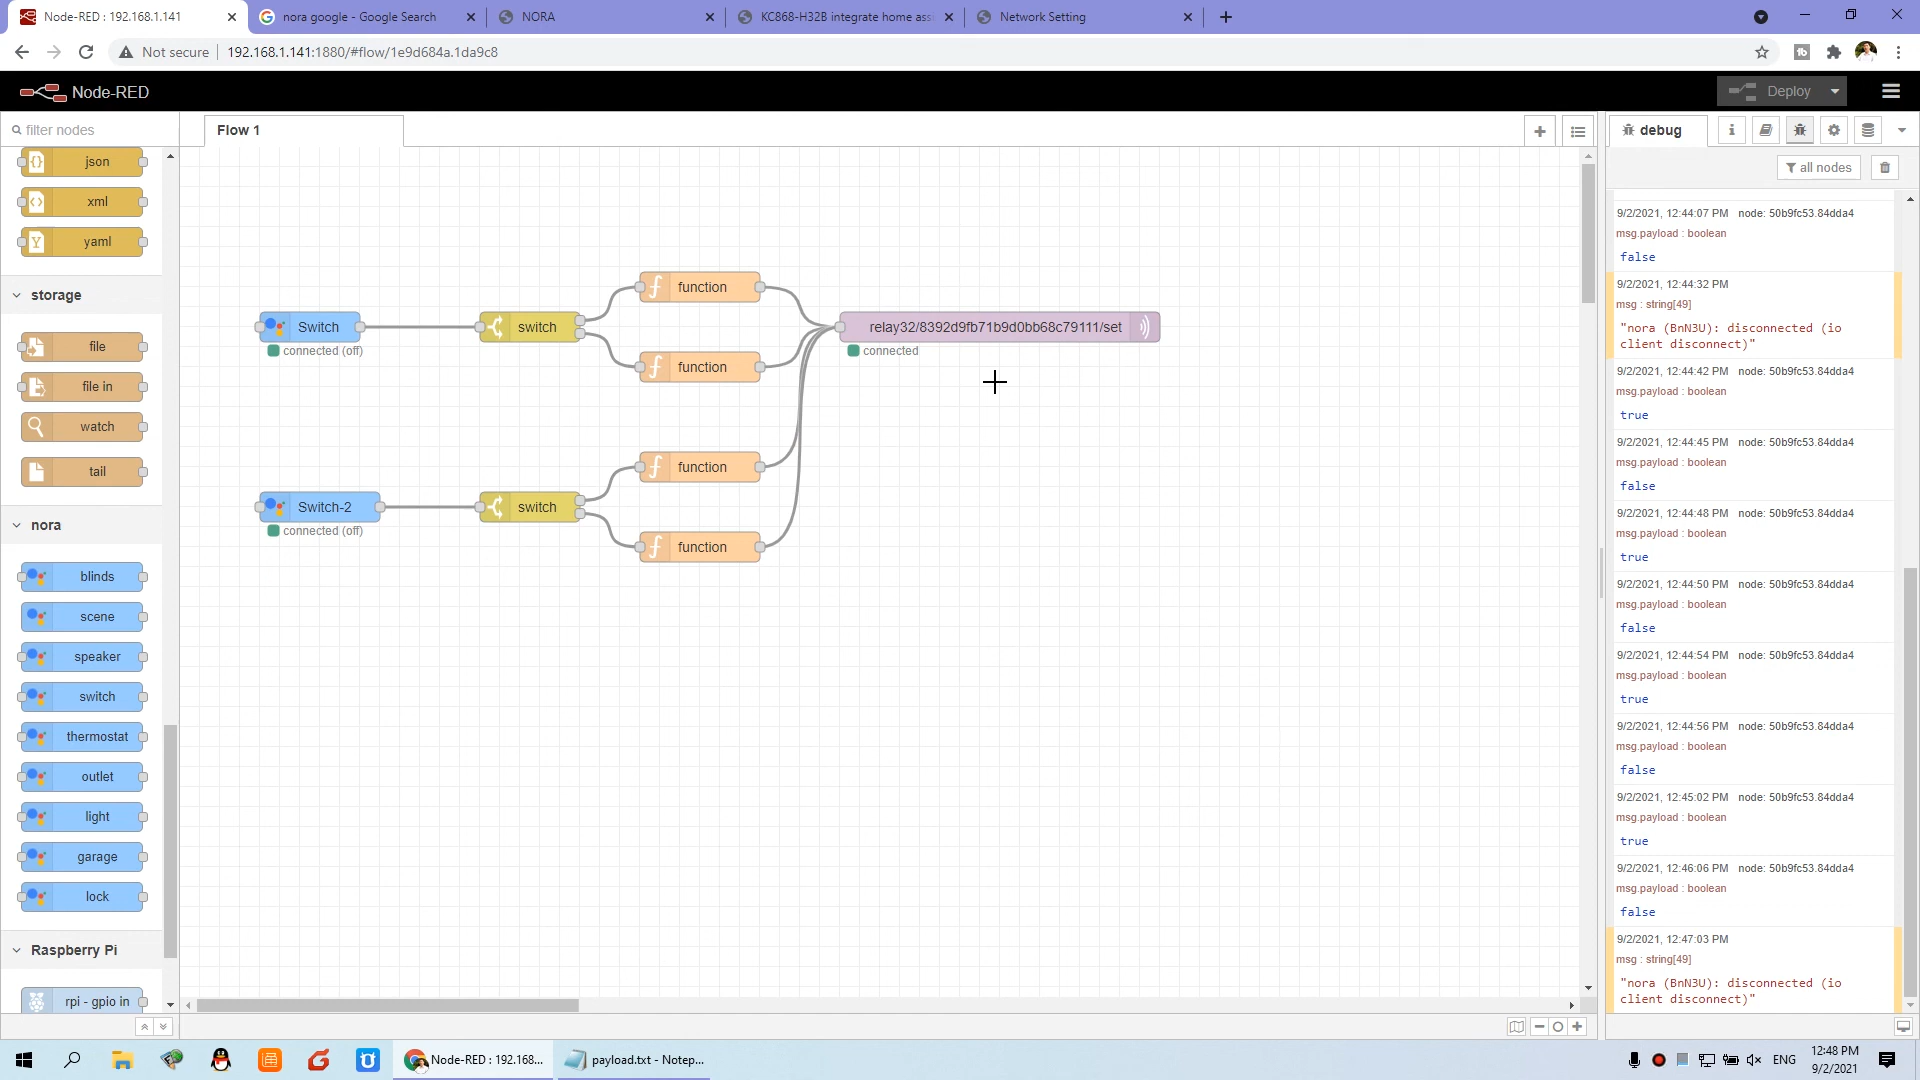 Node-RED : 192.168.1.141
nora google - Google Search
NORA
KC868-H32B integrate home assi
Network Setting
Not secure
192.168.1.141:1880/#flow/1e9d684a.1da9c8
Node-RED
Deploy
filter nodes
Flow 1
debug
all nodes
json
xml
yaml
storage
file
file in
watch
tail
nora
blinds
scene
speaker
switch
thermostat
outlet
light
garage
lock
Raspberry Pi
rpi - gpio in
Switch
connected (off)
switch
function
function
relay32/8392d9fb71b9d0bb68c79111/set
connected
Switch-2
connected (off)
switch
function
function
9/2/2021, 12:44:07 PM node: 50b9fc53.84dda4
msg.payload : boolean
false
9/2/2021, 12:44:32 PM
msg : string[49]
"nora (BnN3U): disconnected (io
client disconnect)"
9/2/2021, 12:44:42 PM node: 50b9fc53.84dda4
msg.payload : boolean
true
9/2/2021, 12:44:45 PM node: 50b9fc53.84dda4
msg.payload : boolean
false
9/2/2021, 12:44:48 PM node: 50b9fc53.84dda4
msg.payload : boolean
true
9/2/2021, 12:44:50 PM node: 50b9fc53.84dda4
msg.payload : boolean
false
9/2/2021, 12:44:54 PM node: 50b9fc53.84dda4
msg.payload : boolean
true
9/2/2021, 12:44:56 PM node: 50b9fc53.84dda4
msg.payload : boolean
false
9/2/2021, 12:45:02 PM node: 50b9fc53.84dda4
msg.payload : boolean
true
9/2/2021, 12:46:06 PM node: 50b9fc53.84dda4
msg.payload : boolean
false
9/2/2021, 12:47:03 PM
msg : string[49]
"nora (BnN3U): disconnected (io
client disconnect)"
Node-RED : 192.168...
payload.txt - Notep...
ENG
12:48 PM
9/2/2021